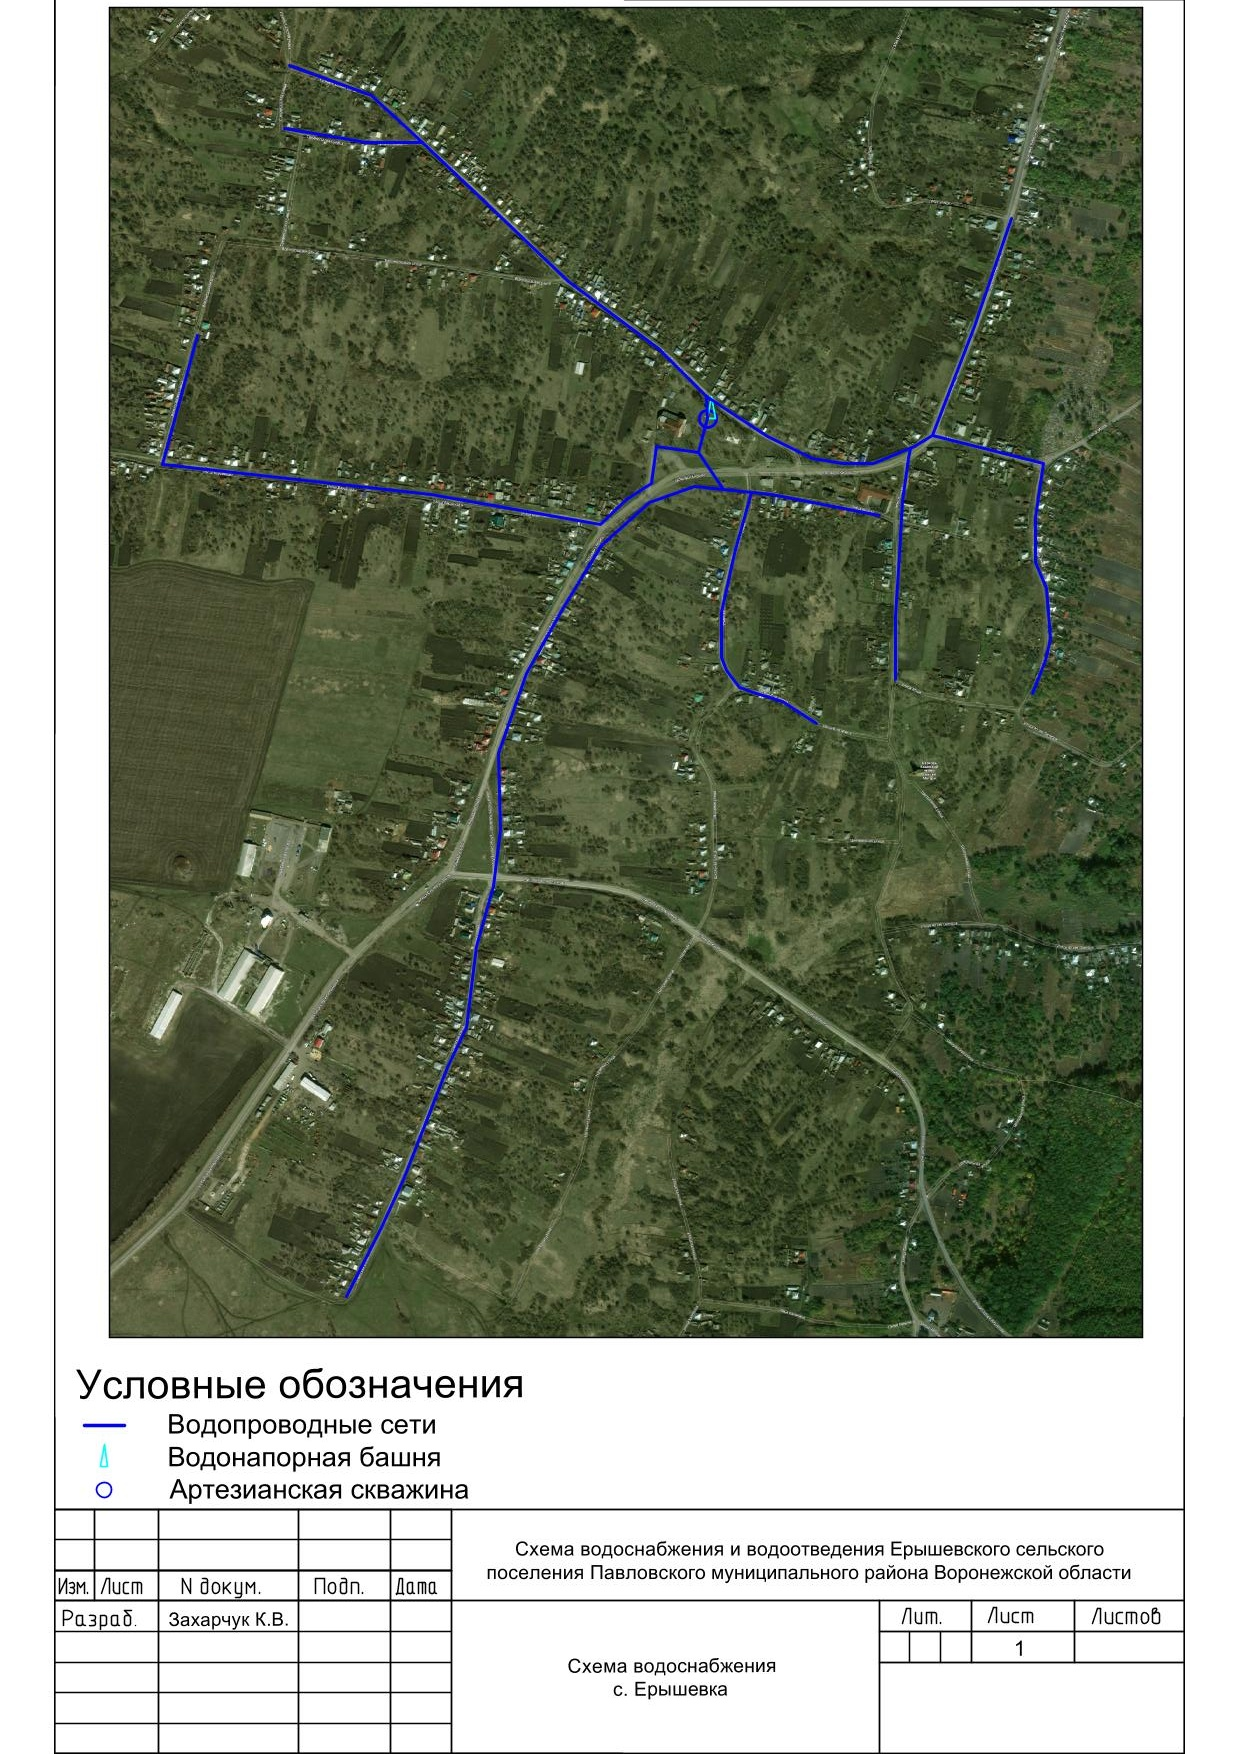 Условные обозначения
Водопроводные сети
Водонапорная башня
Артезианская скважина
Схема водоснабжения и водоотведения Ерышевского сельского
поселения Павловского муниципального района Воронежской области
Изм. Лист N докум. Подп. Дата
Разраб. Захарчук К.В.
Лит. Лист Листов
1
Схема водоснабжения
с. Ерышевка